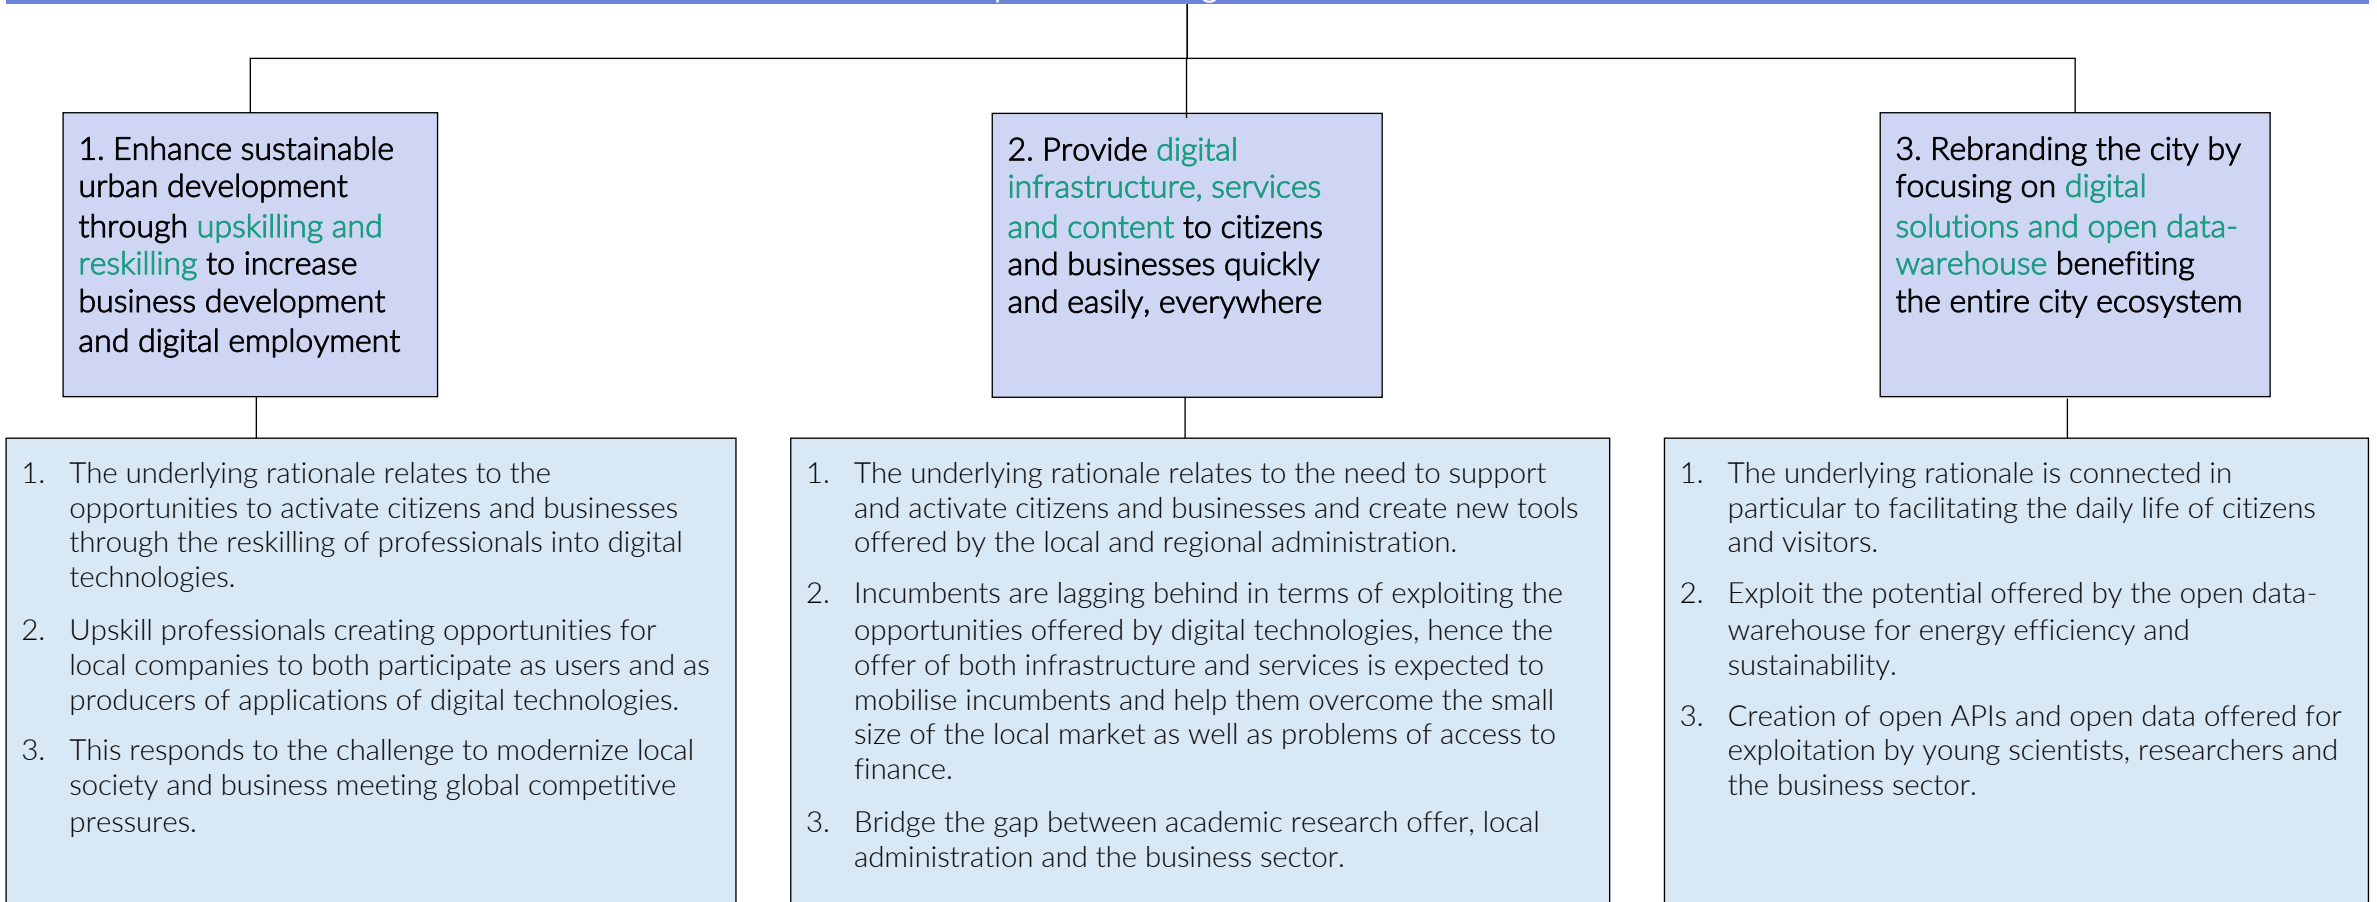 1. Enhance sustainable
urban development
through upskilling and
reskilling to increase
business development
and digital employment
2. Provide digital
infrastructure, services
and content to citizens
and businesses quickly
and easily, everywhere
3. Rebranding the city by
focusing on digital
solutions and open data-
warehouse benefiting
the entire city ecosystem
1. The underlying rationale relates to the
opportunities to activate citizens and businesses
through the reskilling of professionals into digital
technologies.
2. Upskill professionals creating opportunities for
local companies to both participate as users and as
producers of applications of digital technologies.
3. This responds to the challenge to modernize local
society and business meeting global competitive
pressures.
1. The underlying rationale relates to the need to support
and activate citizens and businesses and create new tools
offered by the local and regional administration.
2. Incumbents are lagging behind in terms of exploiting the
opportunities offered by digital technologies, hence the
offer of both infrastructure and services is expected to
mobilise incumbents and help them overcome the small
size of the local market as well as problems of access to
finance.
3. Bridge the gap between academic research offer, local
administration and the business sector.
1. The underlying rationale is connected in
particular to facilitating the daily life of citizens
and visitors.
2. Exploit the potential offered by the open data-
warehouse for energy efficiency and
sustainability.
3. Creation of open APIs and open data offered for
exploitation by young scientists, researchers and
the business sector.